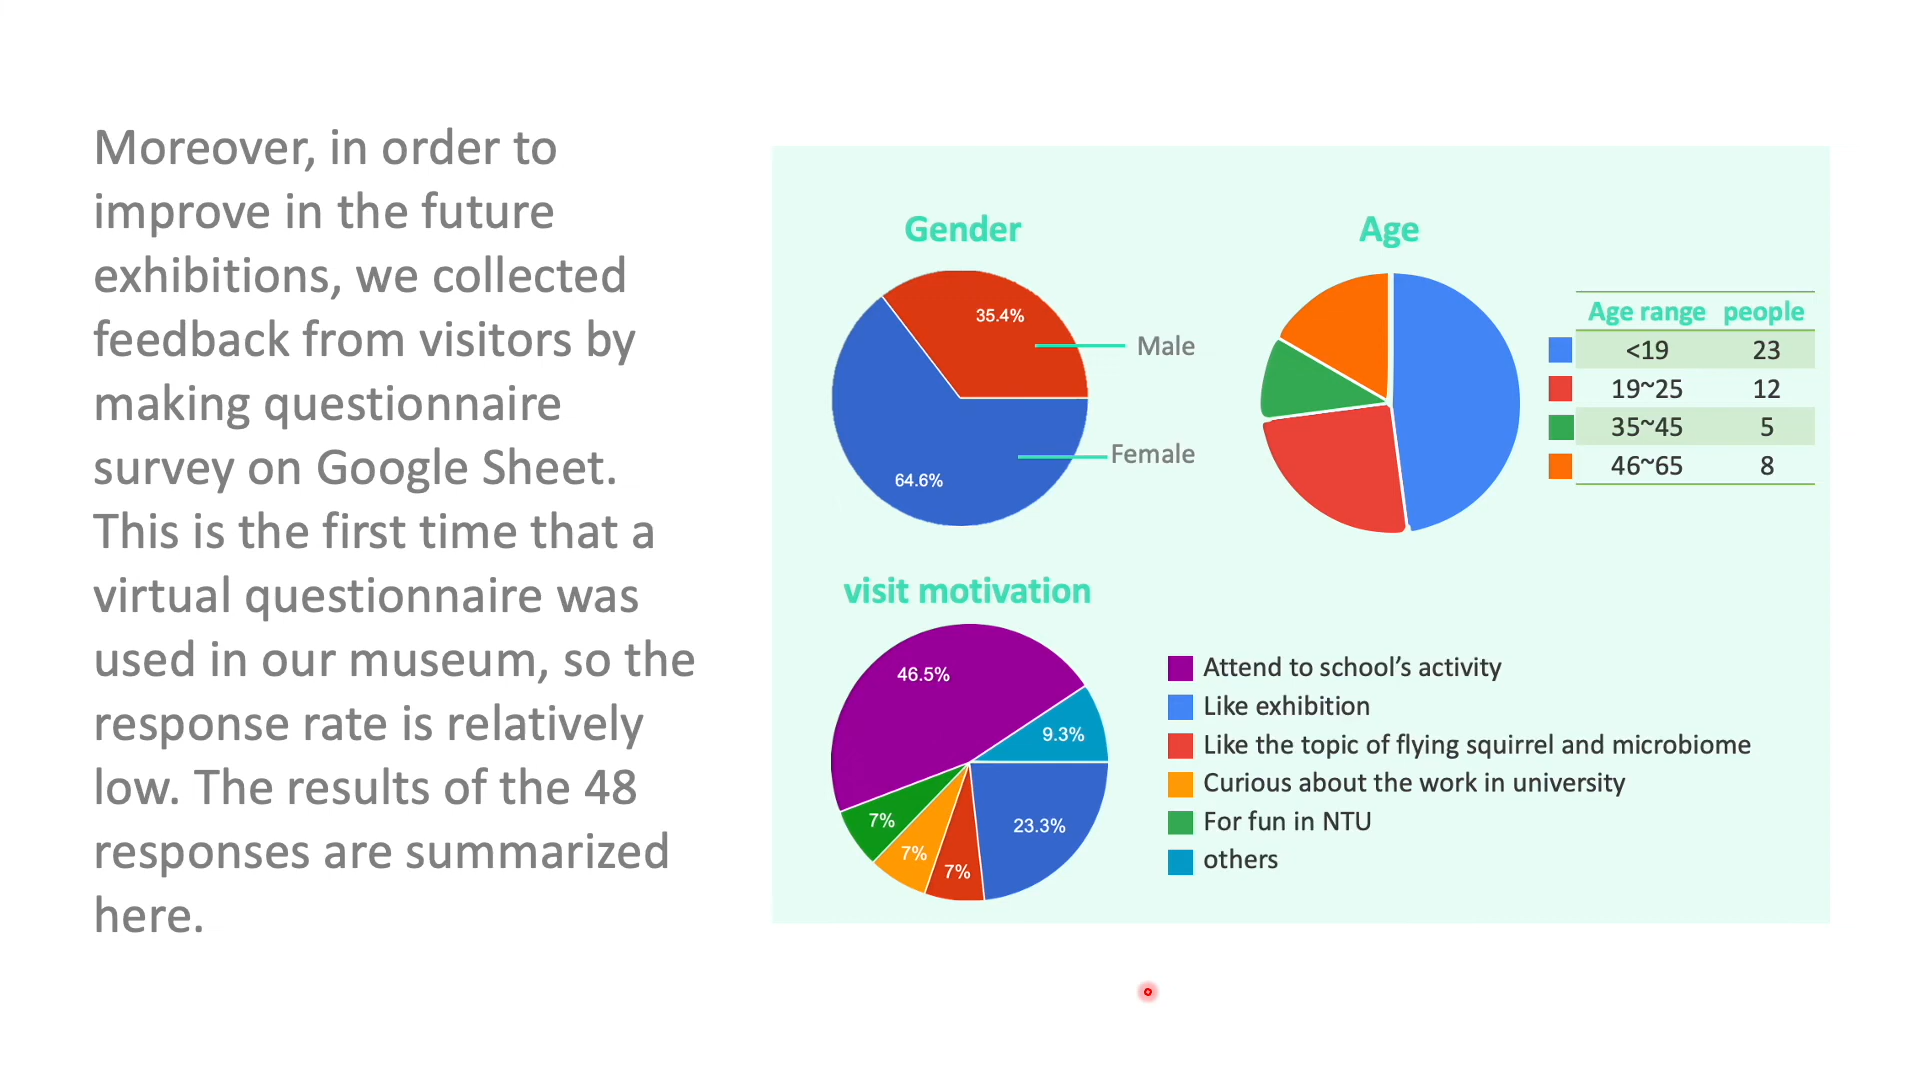 Moreover, in order to
improve in the future
exhibitions, we collected
feedback from visitors by
making questionnaire
survey on Google Sheet.
This is the first time that a
virtual questionnaire was
used in our museum, so the
response rate is relatively
low. The results of the 48
responses are summarized
here.
Gender
35.4%
Male
Female
64.6%
Age
Age range people
<19 23
19~25 12
35~45 5
46~65 8
visit motivation
46.5%
9.3%
23.3%
7%
7%
7%
Attend to school’s activity
Like exhibition
Like the topic of flying squirrel and microbiome
Curious about the work in university
For fun in NTU
others